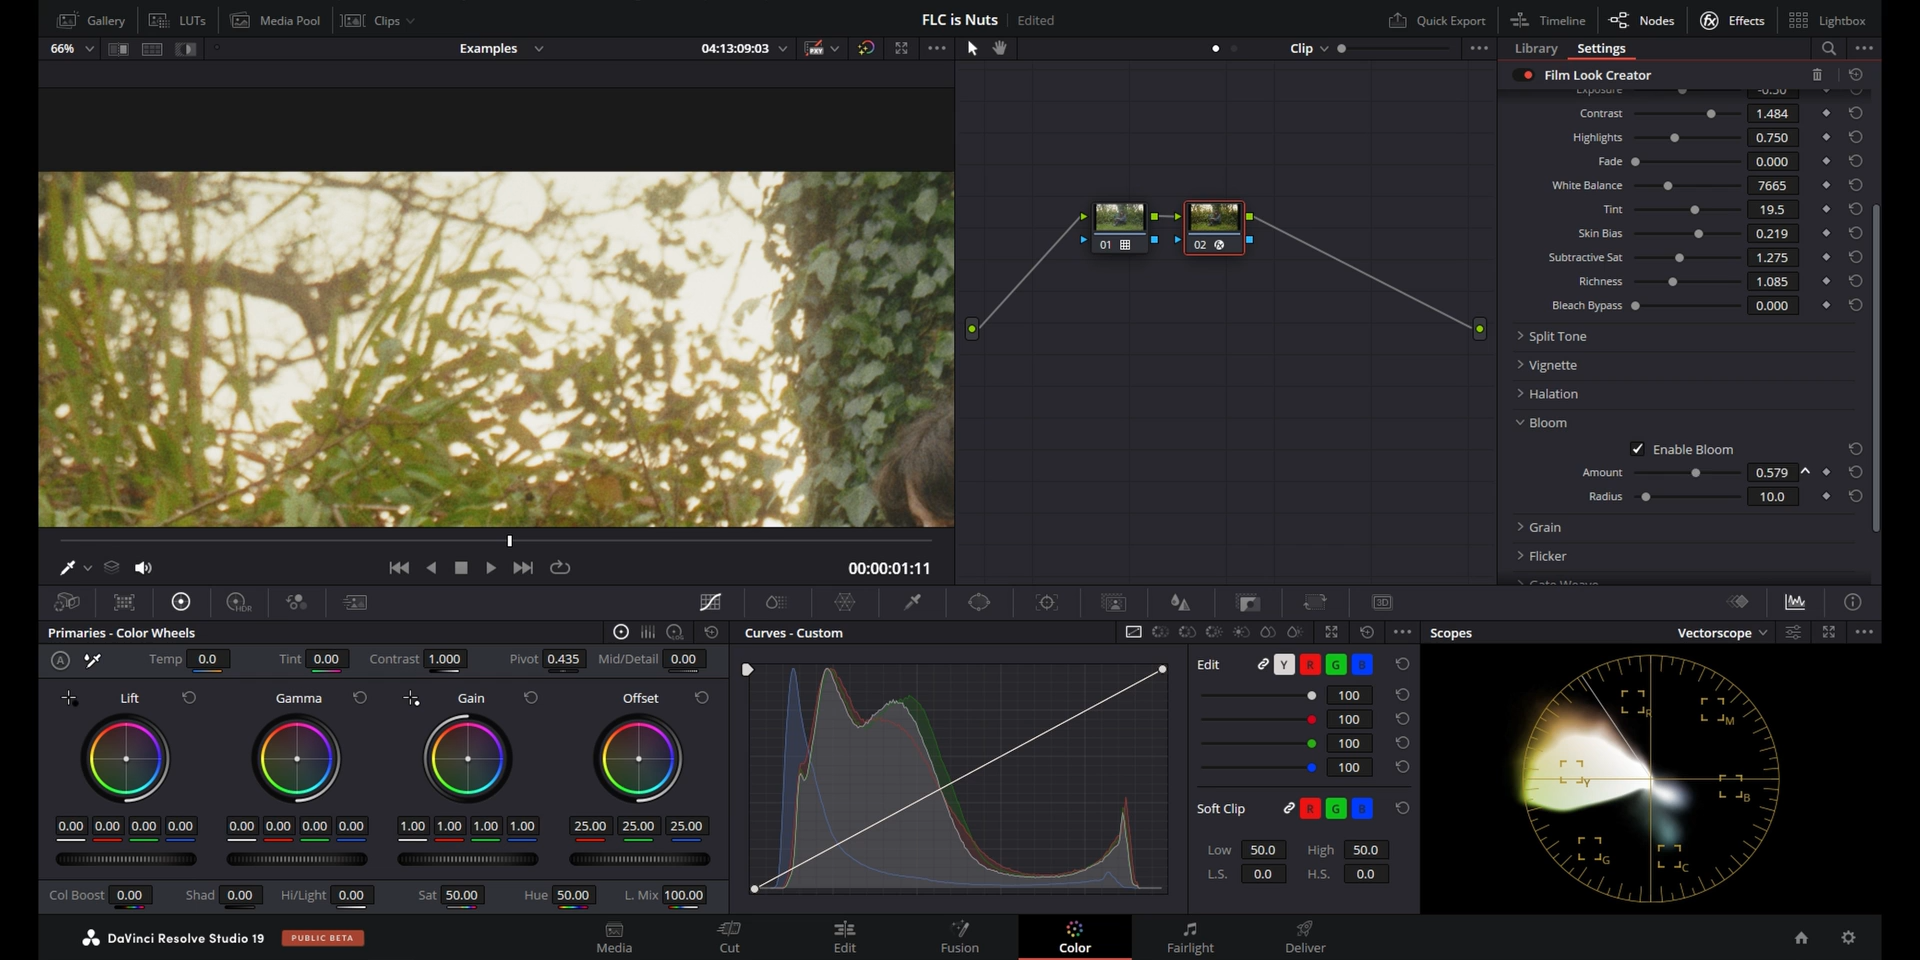 Gallery LUTs Media Pool Clips FLC is Nuts Edited Quick Export Timeline Nodes fx Effects Lightbox
66% Examples 04:13:09:03 Clip Library Settings
Film Look Creator
Exposure -0.50
Contrast 1.484
Highlights 0.750
Fade 0.000
White Balance 7665
Tint 19.5
Skin Bias 0.219
Subtractive Sat 1.275
Richness 1.085
Bleach Bypass 0.000
01 02
Split Tone
Vignette
Halation
Bloom
Enable Bloom
Amount 0.579
Radius 10.0
Grain
Flicker
Gate Weave
00:00:01:11
HDR 3D
Primaries - Color Wheels Curves - Custom Scopes Vectorscope
A Temp 0.0 Tint 0.00 Contrast 1.000 Pivot 0.435 Mid/Detail 0.00
Lift Gamma Gain Offset
0.00 0.00 0.00 0.00 0.00 0.00 0.00 0.00 1.00 1.00 1.00 1.00 25.00 25.00 25.00
Col Boost 0.00 Shad 0.00 Hi/Light 0.00 Sat 50.00 Hue 50.00 L. Mix 100.00
Edit Y R G B
100
100
100
100
Soft Clip R G B
Low 50.0 High 50.0
L.S. 0.0 H.S. 0.0
R M
Y B
G C
DaVinci Resolve Studio 19 PUBLIC BETA
Media Cut Edit Fusion Color Fairlight Deliver